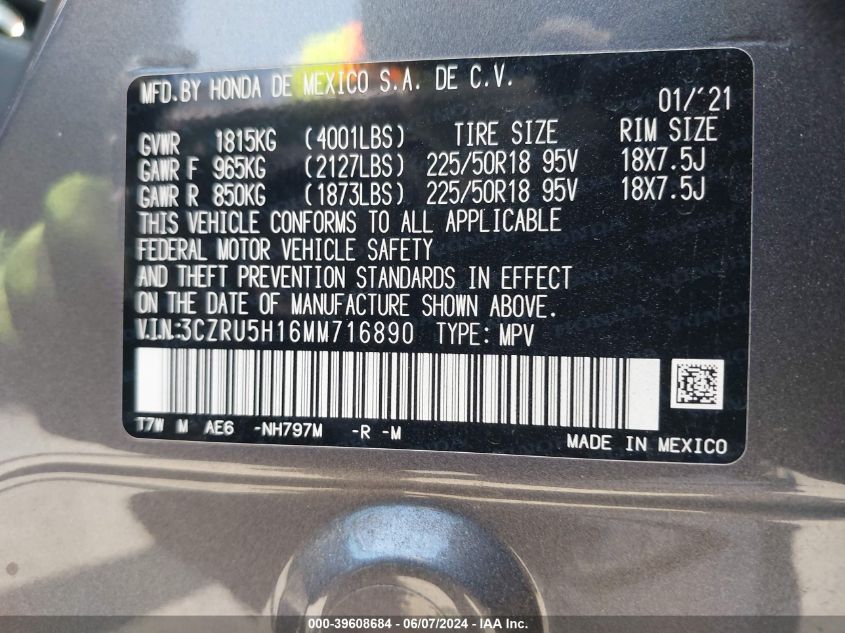 MFD.BY HONDA DE MEXICO S.A. DE C.V.
01/'21
GVWR 1815KG (4001LBS) TIRE SIZE RIM SIZE
GAWR F 965KG (2127LBS) 225/50R18 95V 18X7.5J
GAWR R 850KG (1873LBS) 225/50R18 95V 18X7.5J
THIS VEHICLE CONFORMS TO ALL APPLICABLE
FEDERAL MOTOR VEHICLE SAFETY
AND THEFT PREVENTION STANDARDS IN EFFECT
ON THE DATE OF MANUFACTURE SHOWN ABOVE.
V.I.N:3CZRU5H16MM716890 TYPE: MPV
T7W M AE6 -NH797M -R -M
MADE IN MEXICO
000-39608684 - 06/07/2024 - IAAI.com